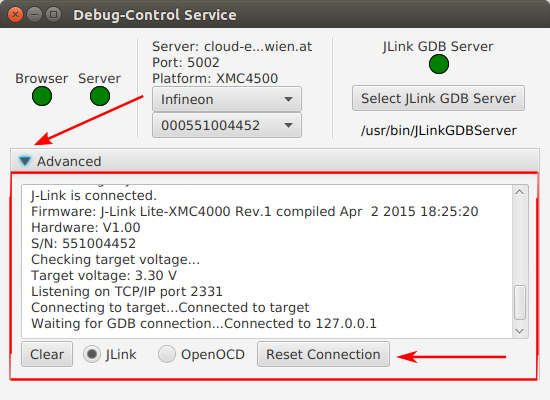 Debug-Control Service
Browser
Server
Server: cloud-e...wien.at
Port: 5002
Platform: XMC4500
Infineon
000551004452
JLink GDB Server
Select JLink GDB Server
/usr/bin/JLinkGDBServer
Advanced
J-Link is connected.
Firmware: J-Link Lite-XMC4000 Rev.1 compiled Apr  2 2015 18:25:20
Hardware: V1.00
S/N: 551004452
Checking target voltage...
Target voltage: 3.30 V
Listening on TCP/IP port 2331
Connecting to target...Connected to target
Waiting for GDB connection...Connected to 127.0.0.1
Clear
JLink
OpenOCD
Reset Connection